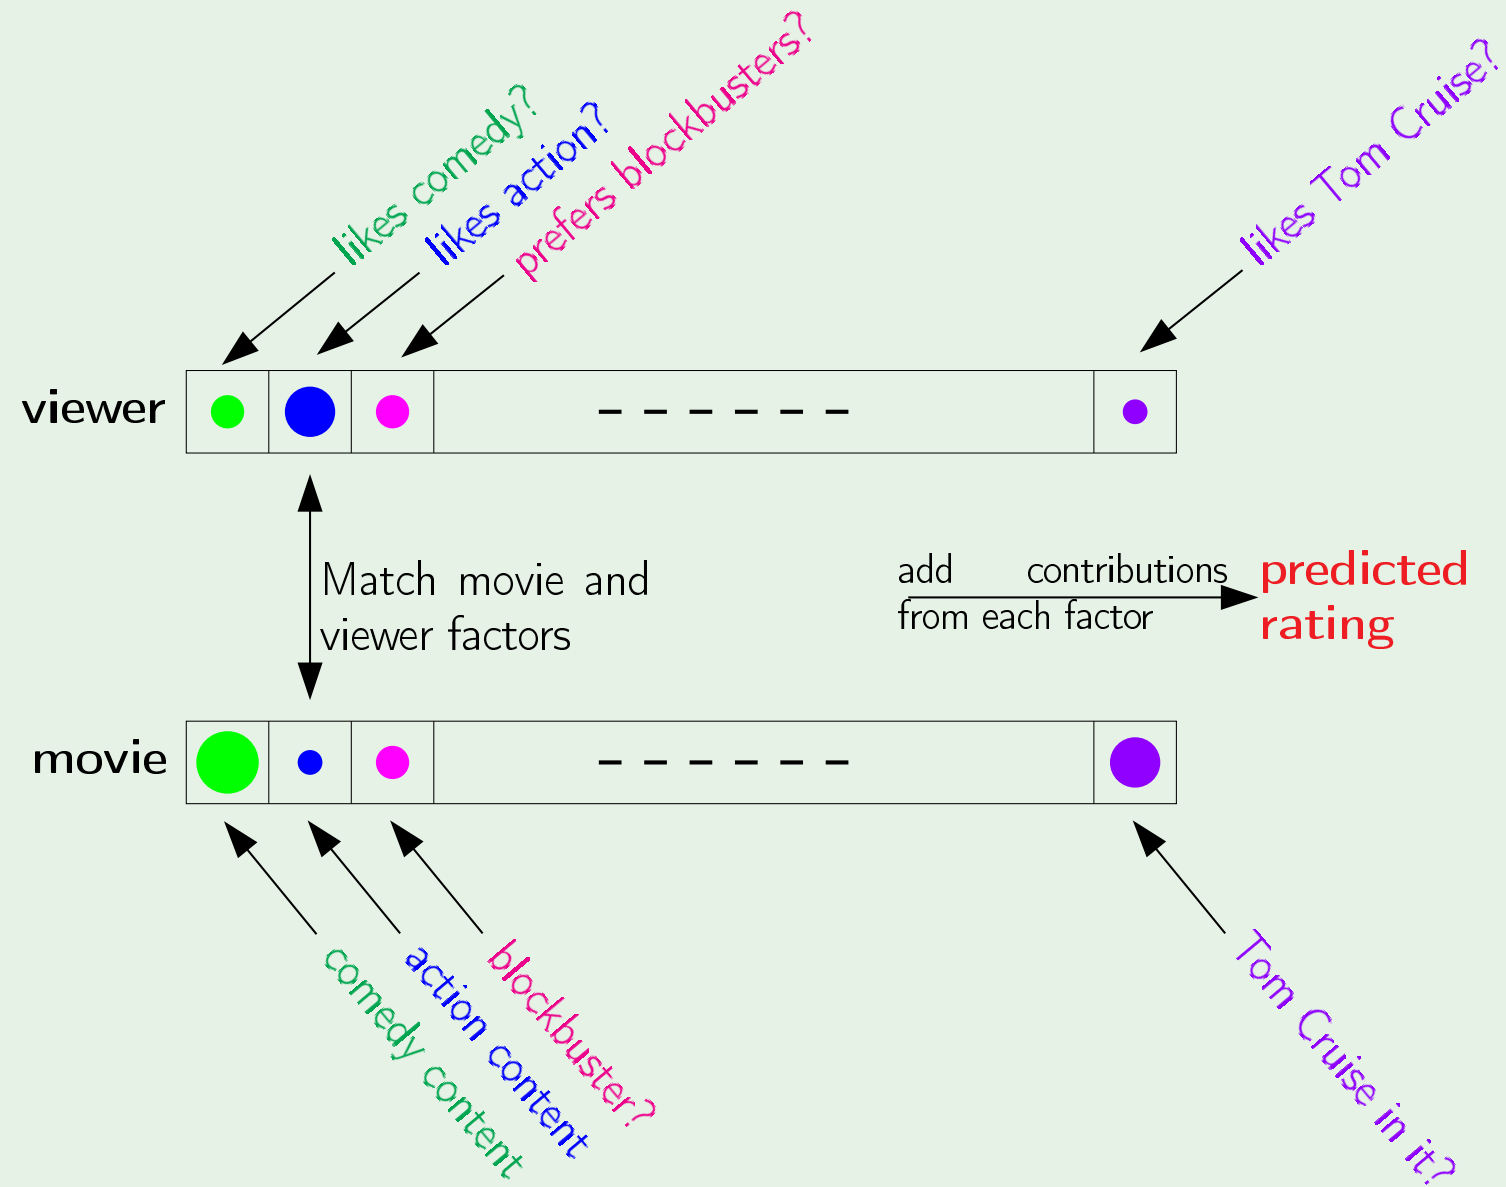 likes comedy?
likes action?
prefers blockbusters?
likes Tom Cruise?
viewer
Match movie and
viewer factors
add contributions
from each factor
predicted
rating
movie
comedy content
action content
blockbuster?
Tom Cruise in it?